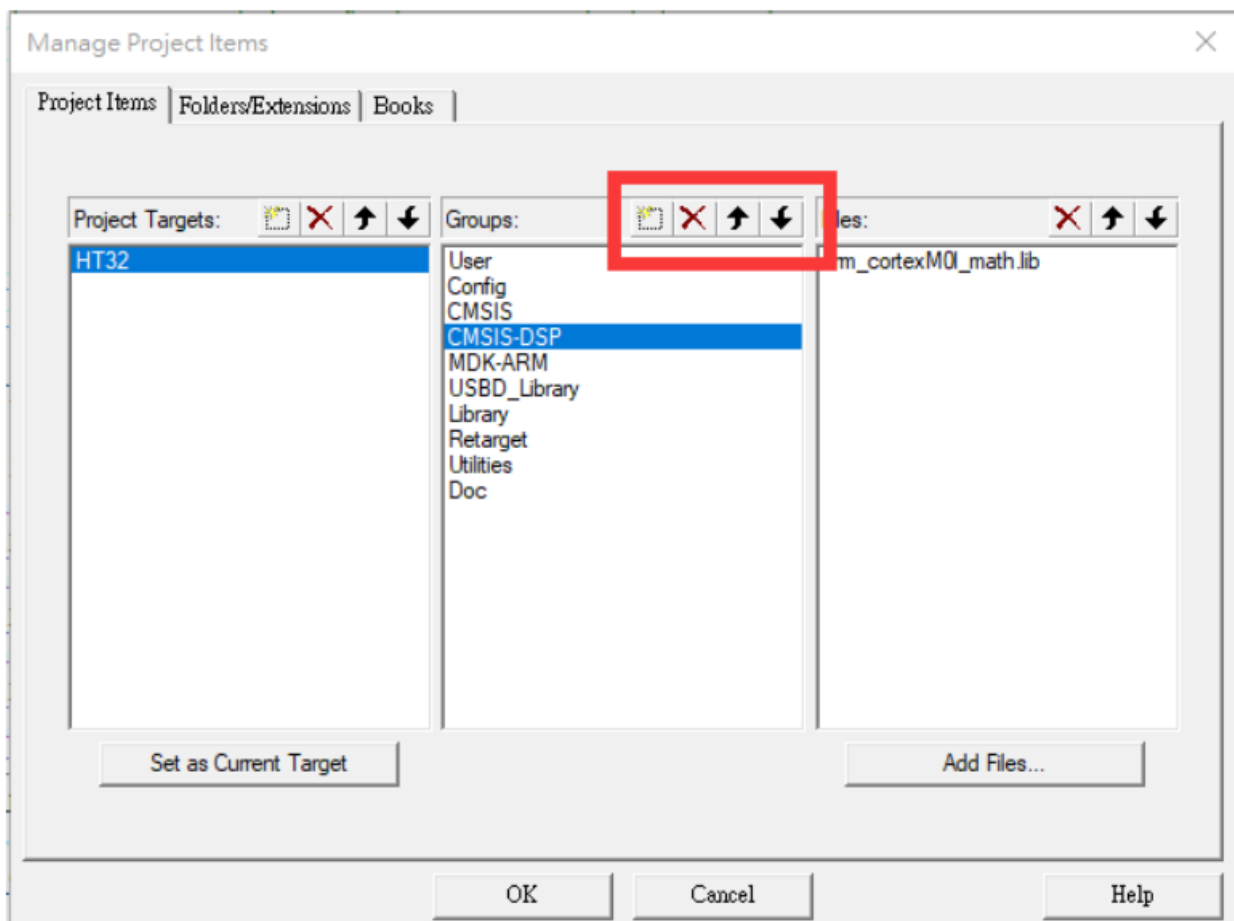 Manage Project Items
Project Items Folders/Extensions Books
Project Targets: Groups: les:
HT32
User
Config
CMSIS
CMSIS-DSP
MDK-ARM
USBD_Library
Library
Retarget
Utilities
Doc
rm_cortexM0l_math.lib
Set as Current Target
Add Files...
OK Cancel Help